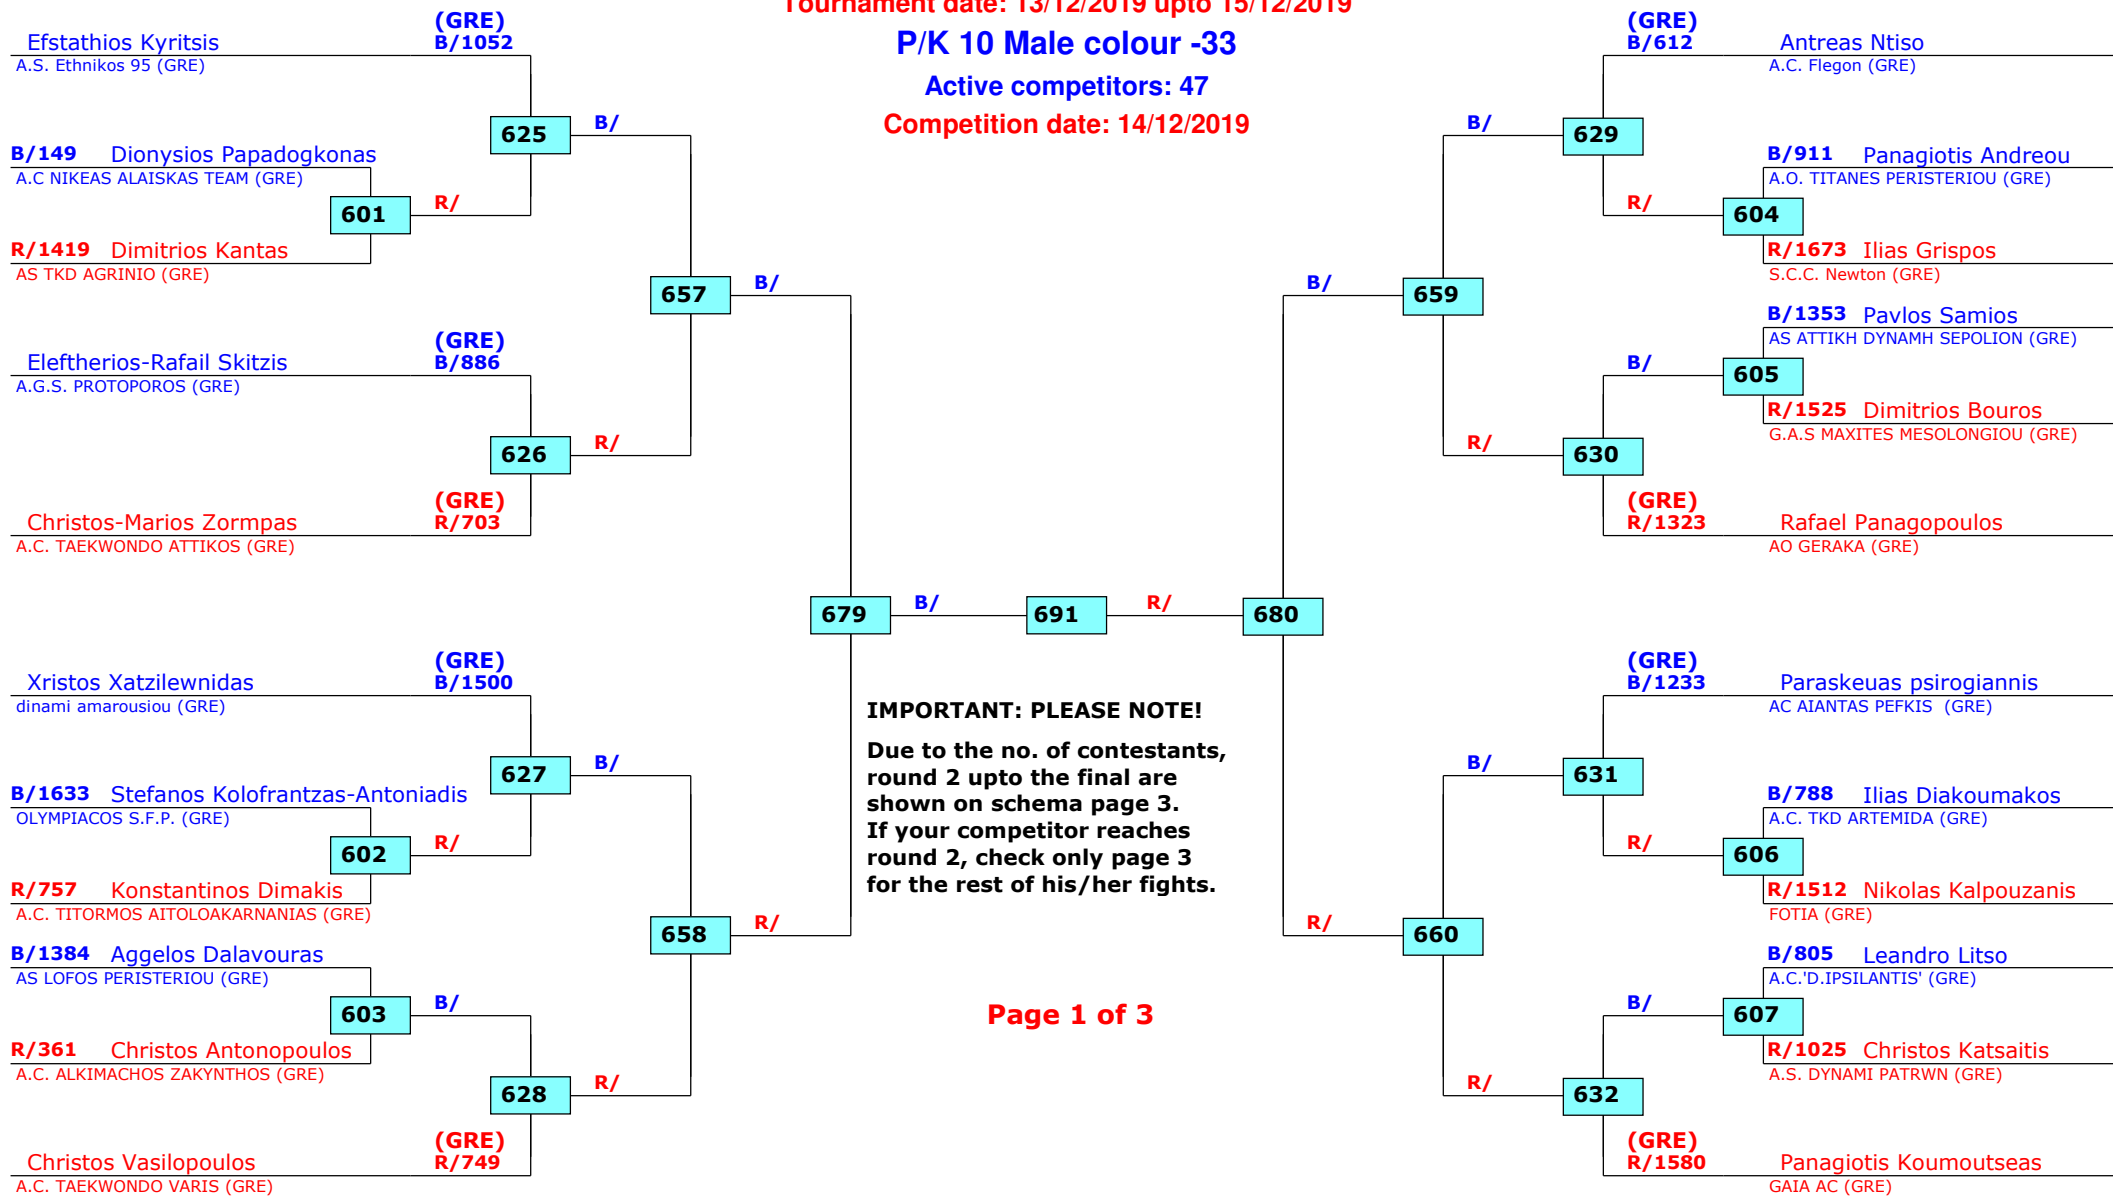 Tournament date: 13/12/2019 upto 15/12/2019
P/K 10 Male colour -33
Active competitors: 47
Competition date: 14/12/2019
(GRE)
Efstathios Kyritsis B/1052
A.S. Ethnikos 95 (GRE)
625 B/
B/149 Dionysios Papadogkonas
A.C NIKEAS ALAISKAS TEAM (GRE)
601 R/
R/1419 Dimitrios Kantas
AS TKD AGRINIO (GRE)
657 B/
(GRE)
Eleftherios-Rafail Skitzis B/886
A.G.S. PROTOPOROS (GRE)
626 R/
(GRE)
Christos-Marios Zormpas R/703
A.C. TAEKWONDO ATTIKOS (GRE)
679 B/ 691 R/ 680
(GRE)
Xristos Xatzilewnidas B/1500
dinami amarousiou (GRE)
627 B/
B/1633 Stefanos Kolofrantzas-Antoniadis
OLYMPIACOS S.F.P. (GRE)
602 R/
R/757 Konstantinos Dimakis
A.C. TITORMOS AITOLOAKARNANIAS (GRE)
658 R/
B/1384 Aggelos Dalavouras
AS LOFOS PERISTERIOU (GRE)
603 B/
R/361 Christos Antonopoulos
A.C. ALKIMACHOS ZAKYNTHOS (GRE)
628 R/
(GRE)
Christos Vasilopoulos R/749
A.C. TAEKWONDO VARIS (GRE)
IMPORTANT: PLEASE NOTE!
Due to the no. of contestants,
round 2 upto the final are
shown on schema page 3.
If your competitor reaches
round 2, check only page 3
for the rest of his/her fights.
Page 1 of 3
(GRE)
B/612 Antreas Ntiso
A.C. Flegon (GRE)
B/ 629
B/911 Panagiotis Andreou
A.O. TITANES PERISTERIOU (GRE)
R/ 604
R/1673 Ilias Grispos
S.C.C. Newton (GRE)
B/ 659
B/1353 Pavlos Samios
AS ATTIKH DYNAMH SEPOLION (GRE)
B/ 605
R/1525 Dimitrios Bouros
G.A.S MAXITES MESOLONGIOU (GRE)
R/ 630
(GRE)
R/1323 Rafael Panagopoulos
AO GERAKA (GRE)
(GRE)
B/1233 Paraskeuas psirogiannis
AC AIANTAS PEFKIS (GRE)
B/ 631
B/788 Ilias Diakoumakos
A.C. TKD ARTEMIDA (GRE)
R/ 606
R/1512 Nikolas Kalpouzanis
FOTIA (GRE)
R/ 660
B/805 Leandro Litso
A.C.'D.IPSILANTIS' (GRE)
B/ 607
R/1025 Christos Katsaitis
A.S. DYNAMI PATRWN (GRE)
R/ 632
(GRE)
R/1580 Panagiotis Koumoutseas
GAIA AC (GRE)